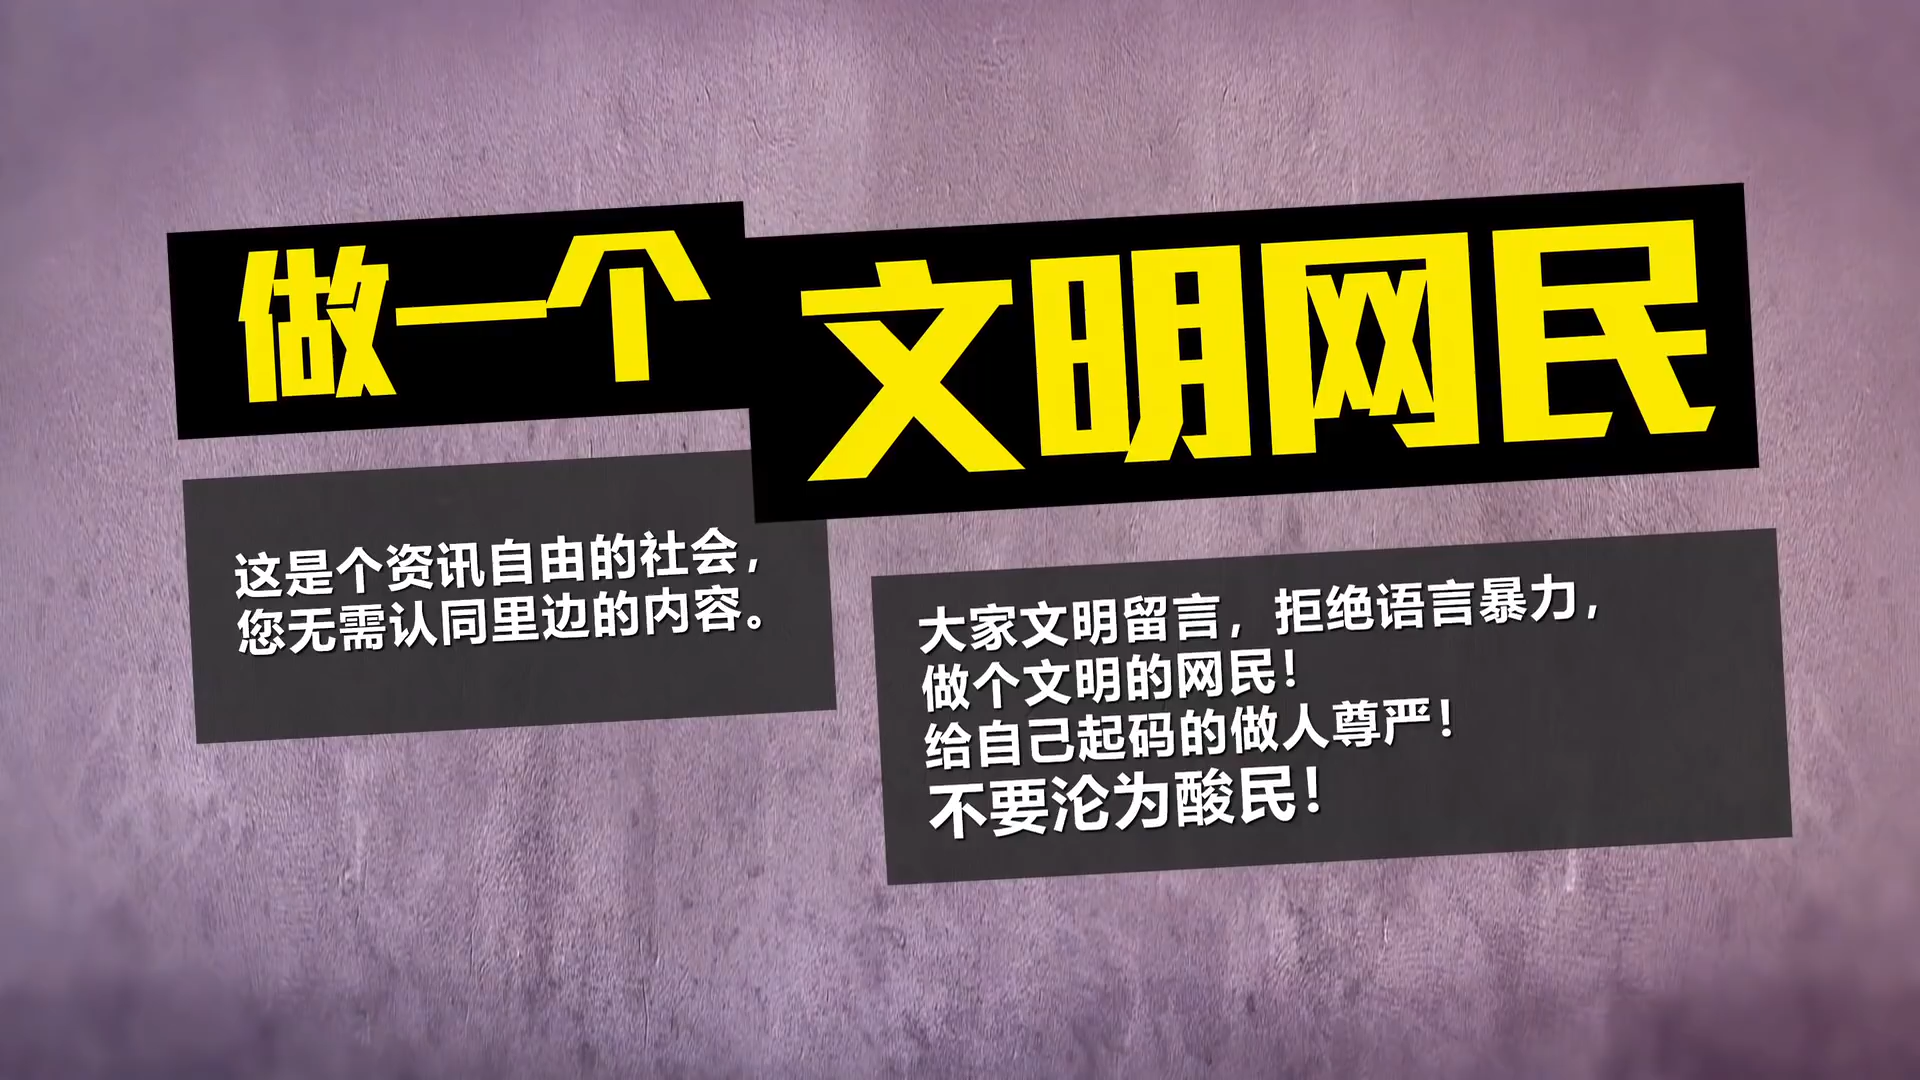 做一个
文明网民
这是个资讯自由的社会，
您无需认同里边的内容。
大家文明留言，拒绝语言暴力，
做个文明的网民！
给自己起码的做人尊严！
不要沦为酸民！